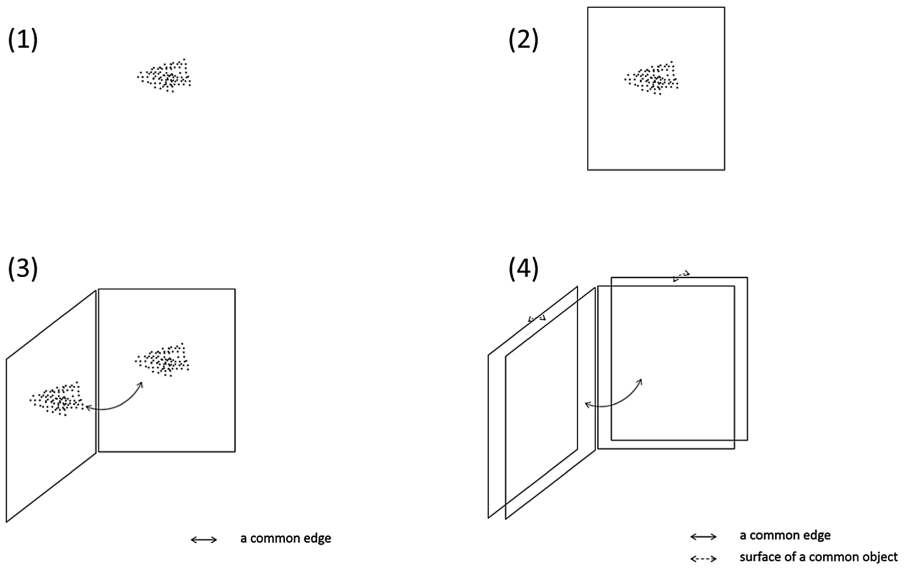 (1)
(2)
(3)
(4)
a common edge
a common edge
surface of a common object